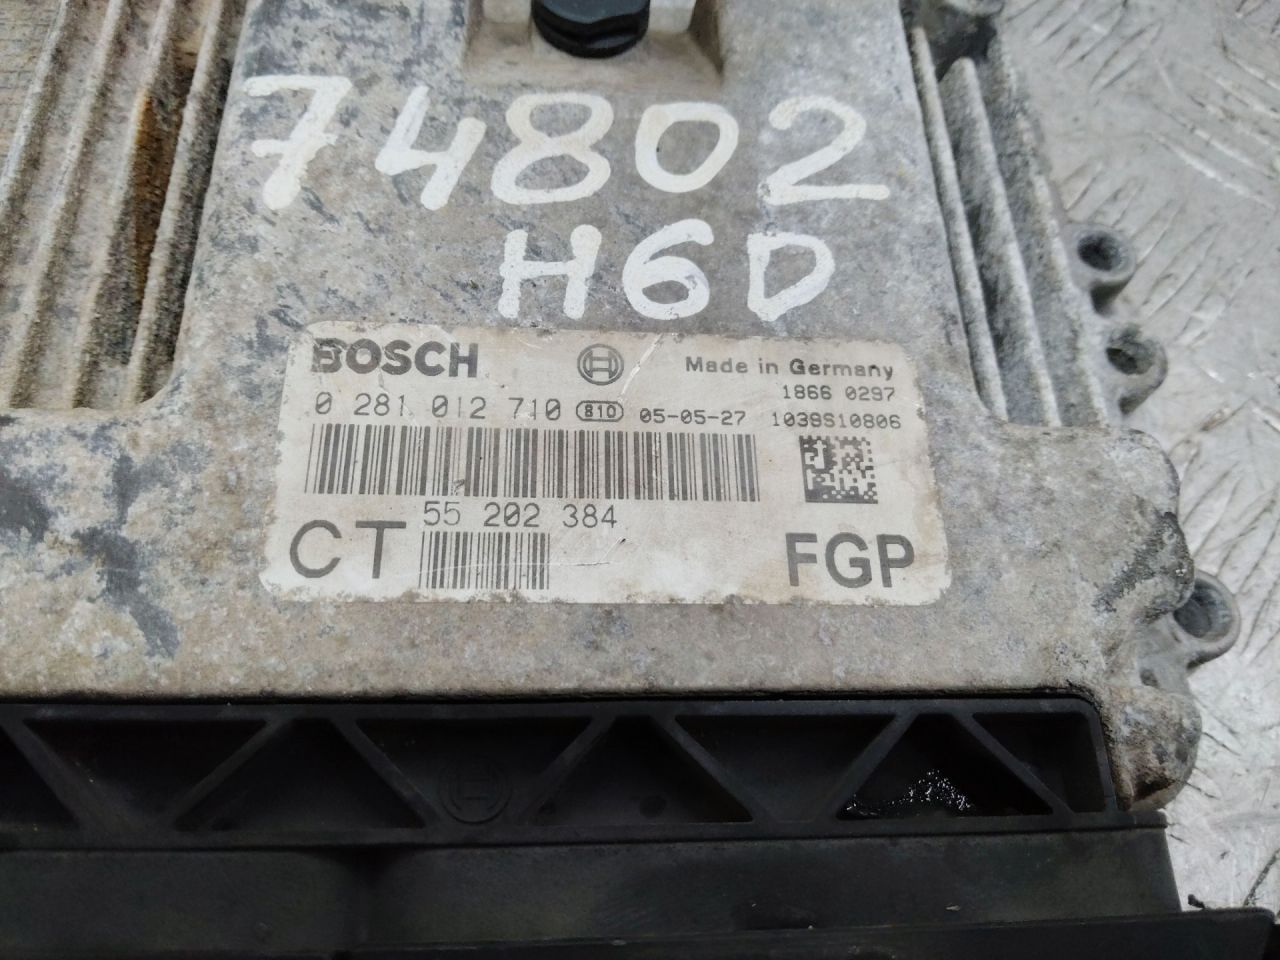 74802
H6D
BOSCH Made in Germany
1866 0297
0 281 012 710 810 05-05-27 1039S10806
55 202 384
CT FGP